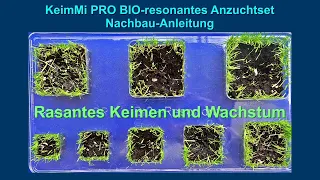 KeimMi PRO BIO-resonantes Anzuchtset
Nachbau-Anleitung
Rasantes Keimen und Wachstum